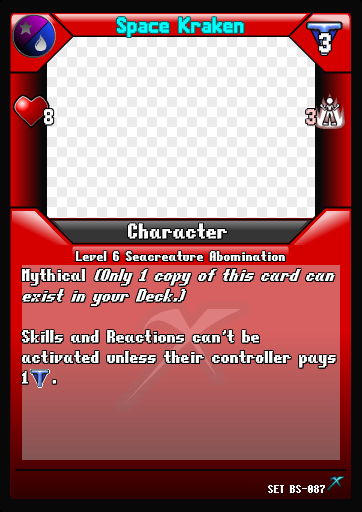 Space Kraken
3
8
3
Character
Level 6 Seacreature Abomination
Mythical (Only 1 copy of this card can
exist in your Deck.)
Skills and Reactions can't be
activated unless their controller pays
1 .
SET BS-087